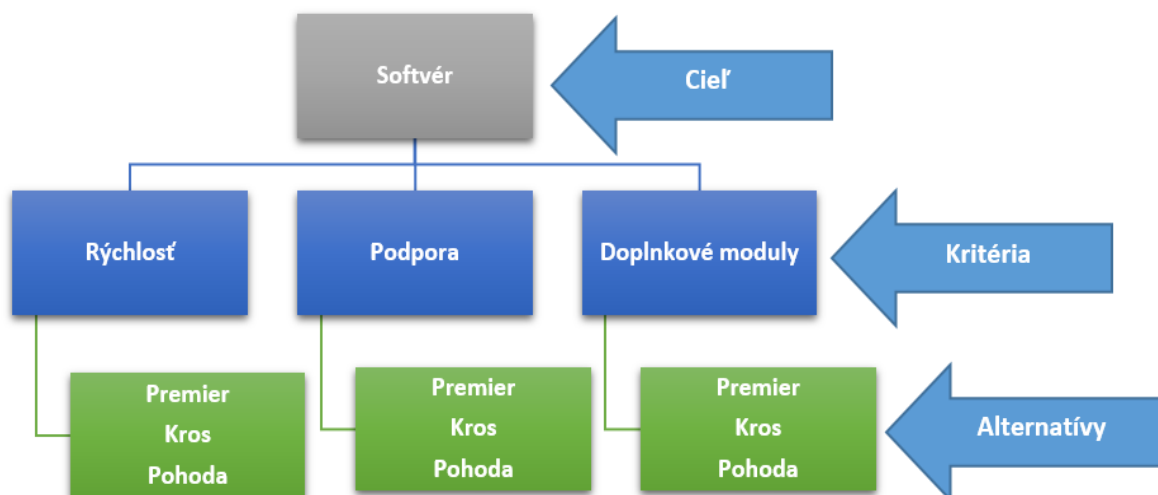 Softvér
Cieľ
Rýchlosť
Podpora
Doplnkové moduly
Kritéria
Premier
Kros
Pohoda
Premier
Kros
Pohoda
Premier
Kros
Pohoda
Alternatívy